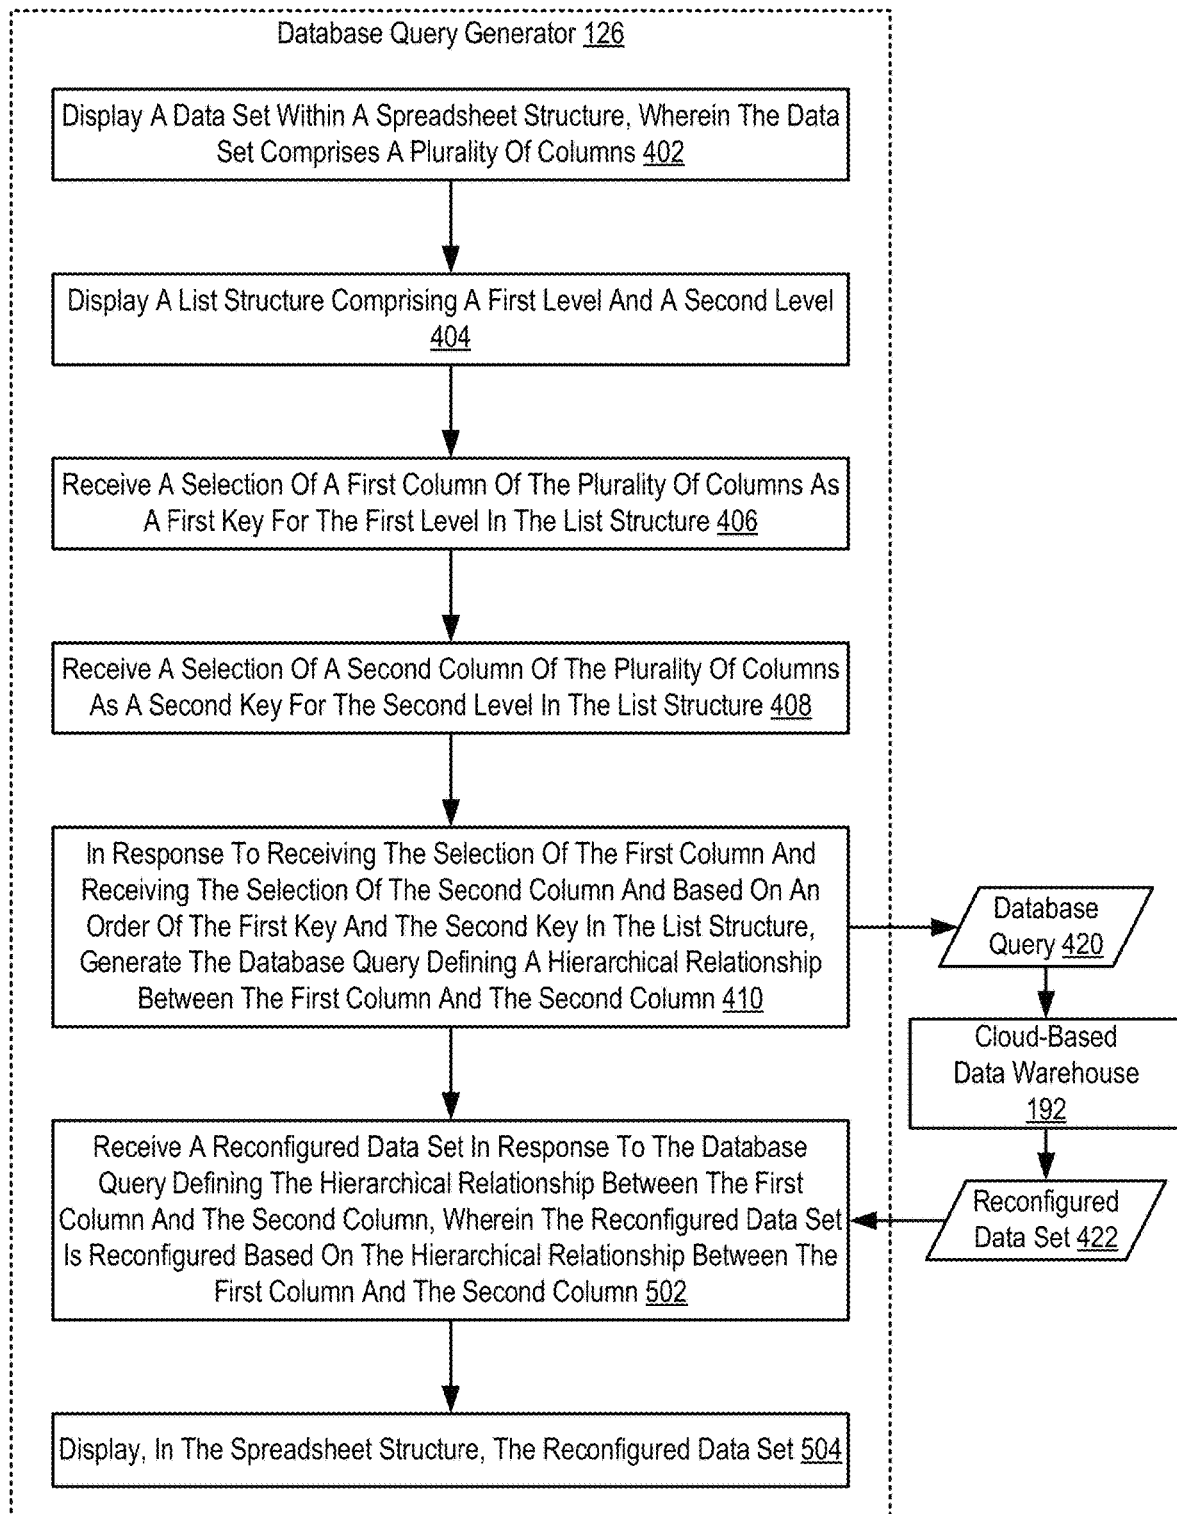 Database Query Generator 126
Display A Data Set Within A Spreadsheet Structure, Wherein The Data
Set Comprises A Plurality Of Columns 402
Display A List Structure Comprising A First Level And A Second Level
404
Receive A Selection Of A First Column Of The Plurality Of Columns As
A First Key For The First Level In The List Structure 406
Receive A Selection Of A Second Column Of The Plurality Of Columns
As A Second Key For The Second Level In The List Structure 408
In Response To Receiving The Selection Of The First Column And
Receiving The Selection Of The Second Column And Based On An
Order Of The First Key And The Second Key In The List Structure,
Generate The Database Query Defining A Hierarchical Relationship
Between The First Column And The Second Column 410
Database
Query 420
Cloud-Based
Data Warehouse
192
Receive A Reconfigured Data Set In Response To The Database
Query Defining The Hierarchical Relationship Between The First
Column And The Second Column, Wherein The Reconfigured Data Set
Is Reconfigured Based On The Hierarchical Relationship Between The
First Column And The Second Column 502
Reconfigured
Data Set 422
Display, In The Spreadsheet Structure, The Reconfigured Data Set 504